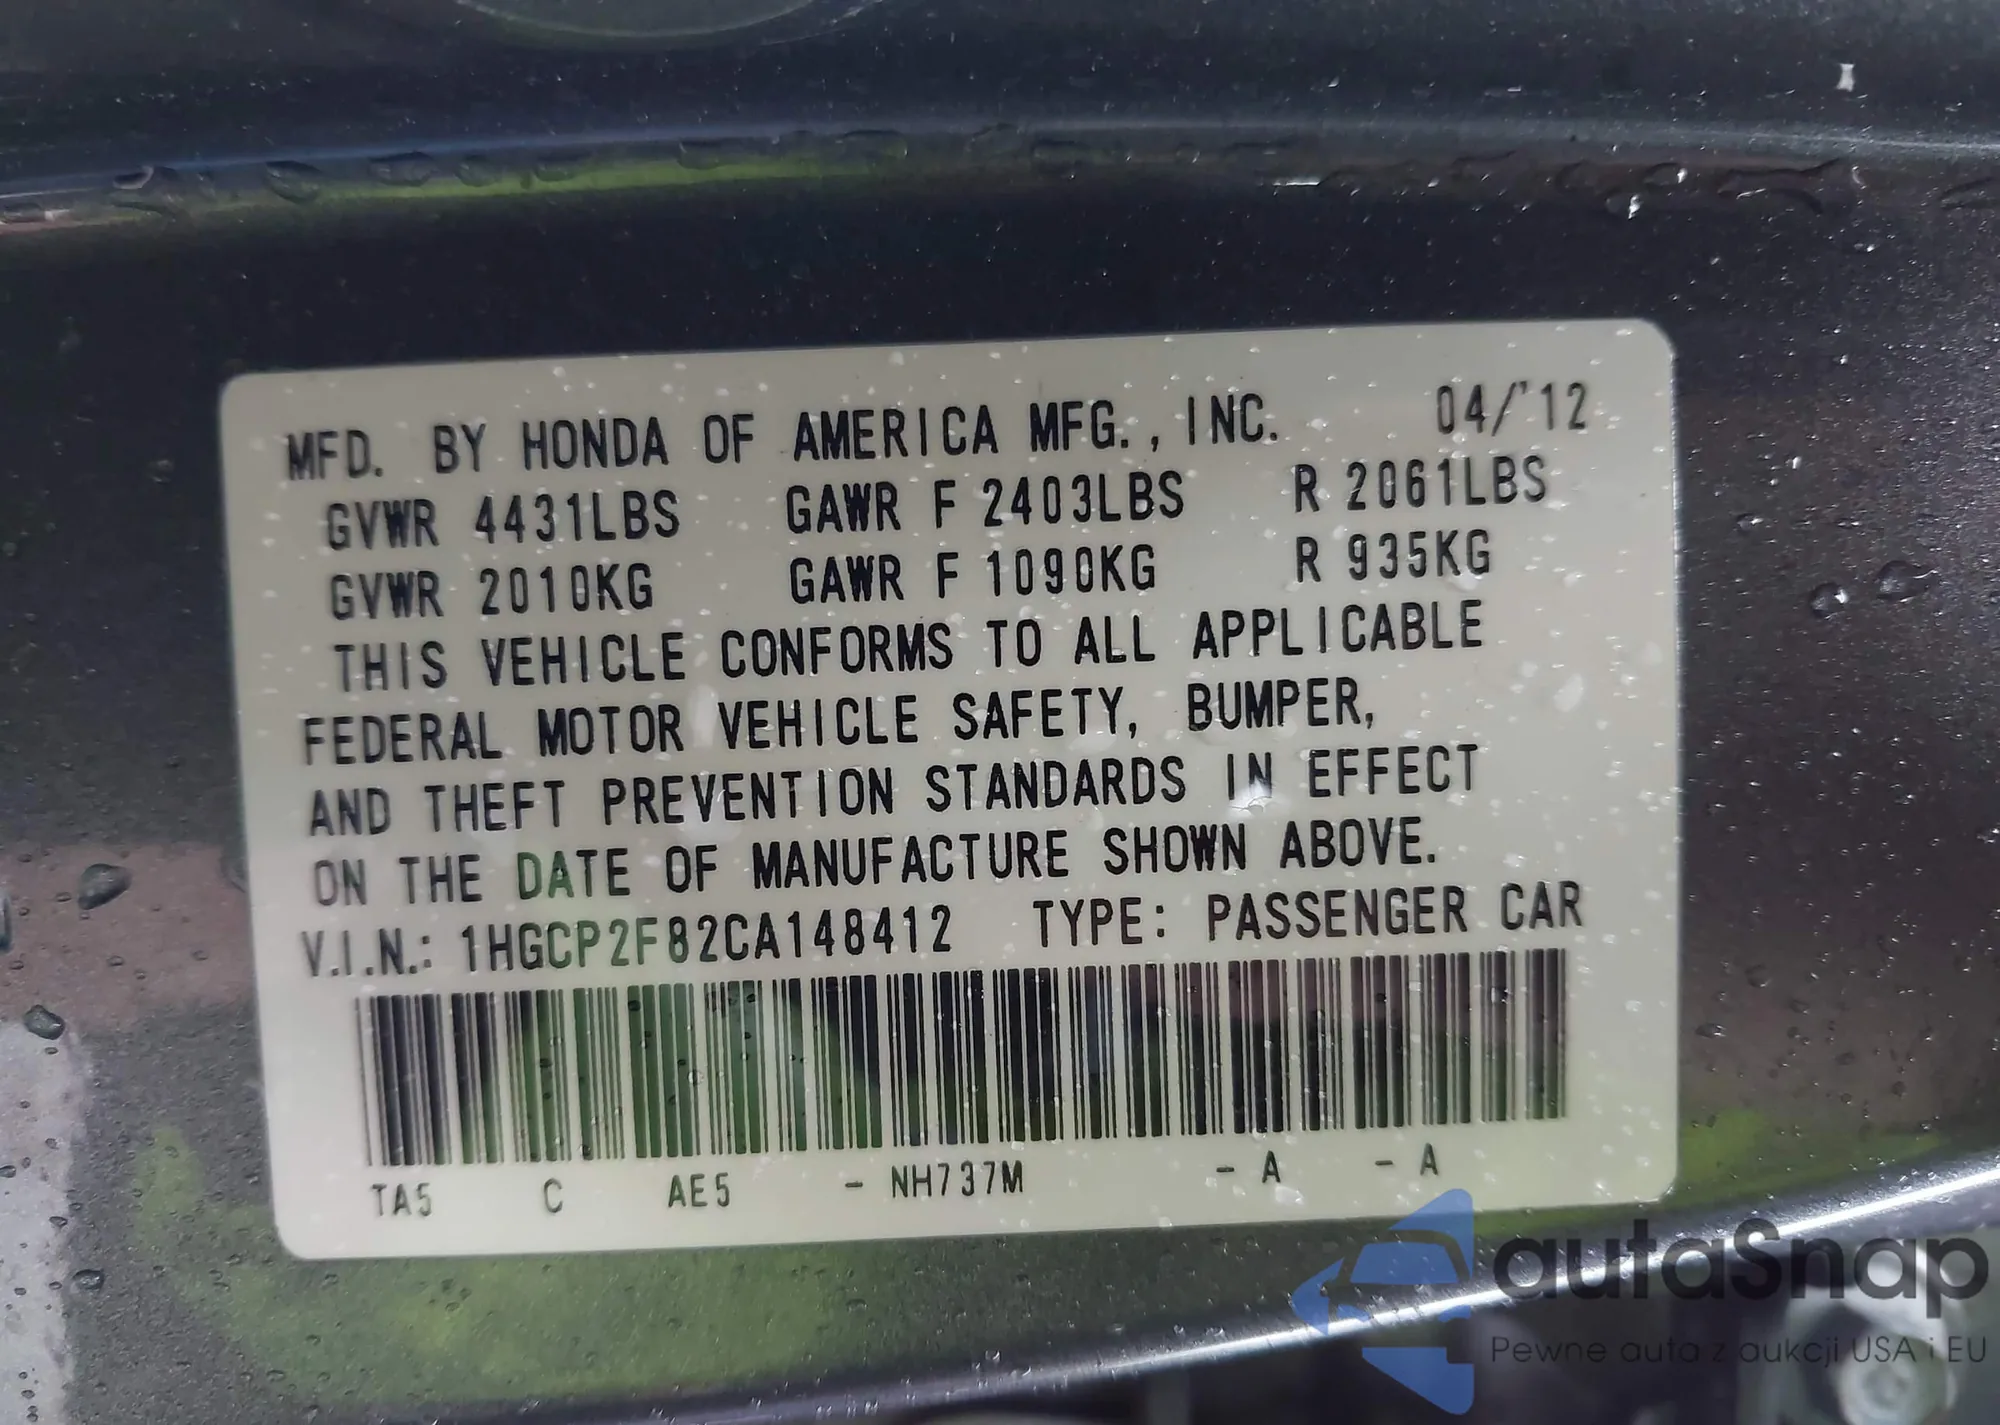 MFD. BY HONDA OF AMERICA MFG., INC. 04/'12
GVWR 4431LBS GAWR F 2403LBS R 2061LBS
GVWR 2010KG GAWR F 1090KG R 935KG
THIS VEHICLE CONFORMS TO ALL APPLICABLE
FEDERAL MOTOR VEHICLE SAFETY, BUMPER,
AND THEFT PREVENTION STANDARDS IN EFFECT
ON THE DATE OF MANUFACTURE SHOWN ABOVE.
V.I.N.: 1HGCP2F82CA148412 TYPE: PASSENGER CAR
TA5 C AE5 - NH737M - A - A
autaSnap
Pewne auta z aukcji USA i EU